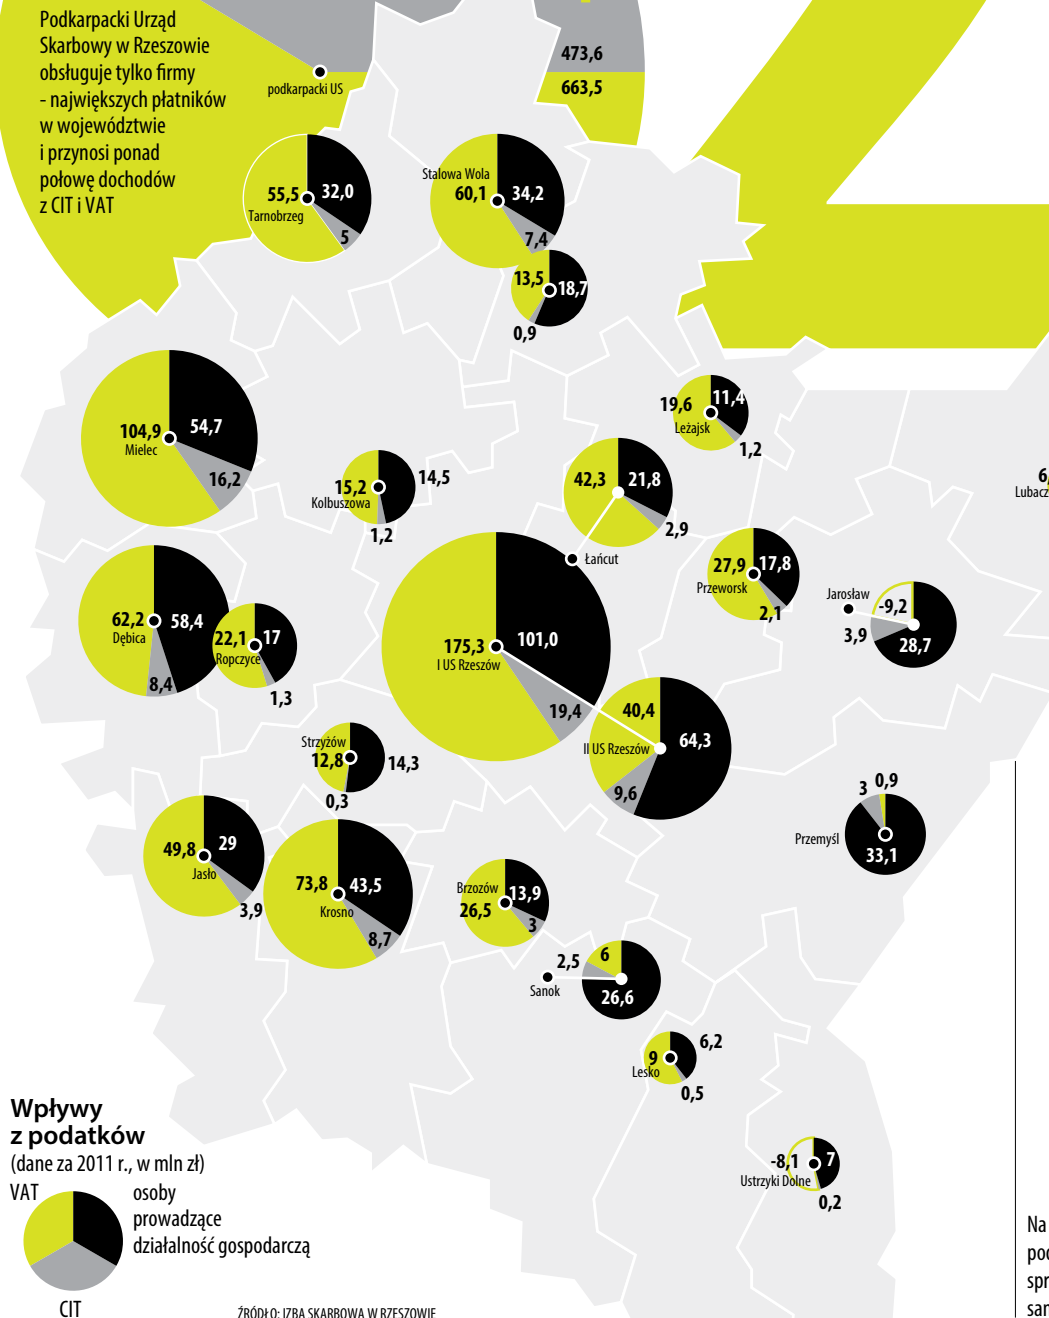 Podkarpacki Urząd
Skarbowy w Rzeszowie
obsługuje tylko firmy
- największych płatników
w województwie
i przynosi ponad
połowę dochodów
z CIT i VAT
podkarpacki US
473,6
663,5
55,5
32,0
Tarnobrzeg
5
Stalowa Wola
60,1
34,2
7,4
13,5
18,7
0,9
104,9
54,7
Mielec
16,2
15,2
14,5
Kolbuszowa
1,2
19,6
11,4
Leżajsk
1,2
42,3
21,8
2,9
Łańcut
6,
Lubacz
27,9
17,8
Przeworsk
2,1
Jarosław
-9,2
3,9
28,7
62,2
58,4
Dębica
8,4
22,1
17
Ropczyce
1,3
175,3
101,0
I US Rzeszów
19,4
40,4
64,3
II US Rzeszów
9,6
Strzyżów
12,8
14,3
0,3
3
0,9
Przemyśl
33,1
49,8
29
Jasło
3,9
73,8
43,5
Krosno
8,7
Brzozów
13,9
26,5
3
2,5
6
Sanok
26,6
9
6,2
Lesko
0,5
-8,1
7
Ustrzyki Dolne
0,2
Wpływy
z podatków
(dane za 2011 r., w mln zł)
VAT
osoby
prowadzące
działalność gospodarczą
CIT
ŹRÓDŁO: IZBA SKARBOWA W RZESZOWIE
Na
poc
spr
san